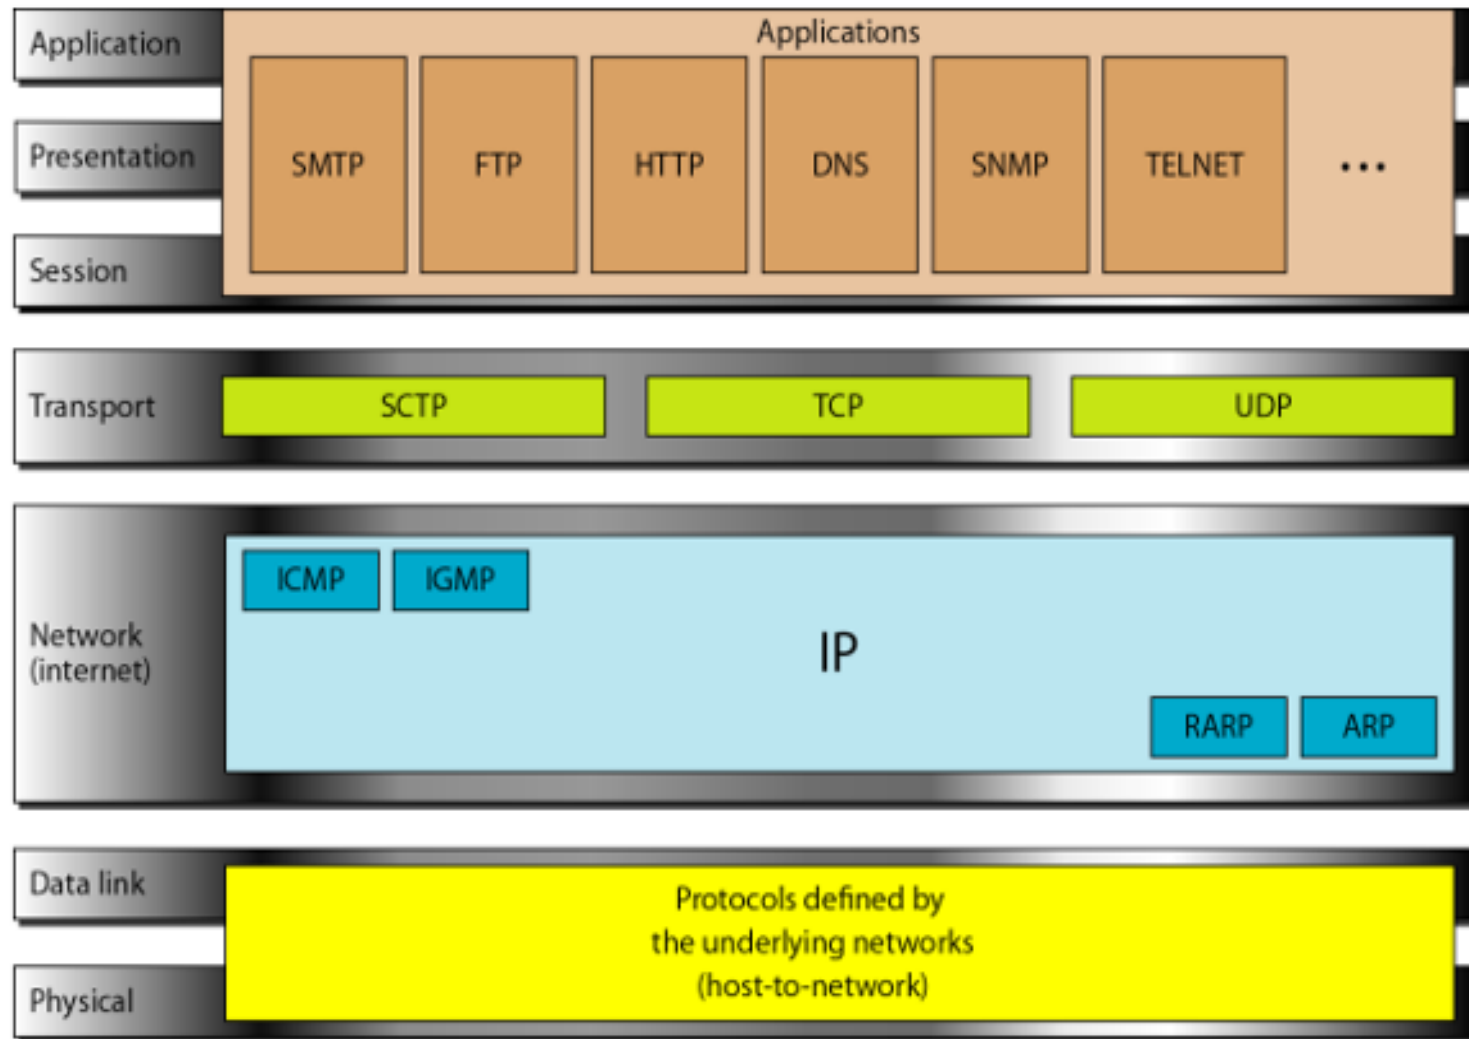 Application
Applications
Presentation
SMTP
FTP
HTTP
DNS
SNMP
TELNET
...
Session
Transport
SCTP
TCP
UDP
Network
(internet)
ICMP
IGMP
IP
RARP
ARP
Data link
Protocols defined by
the underlying networks
(host-to-network)
Physical